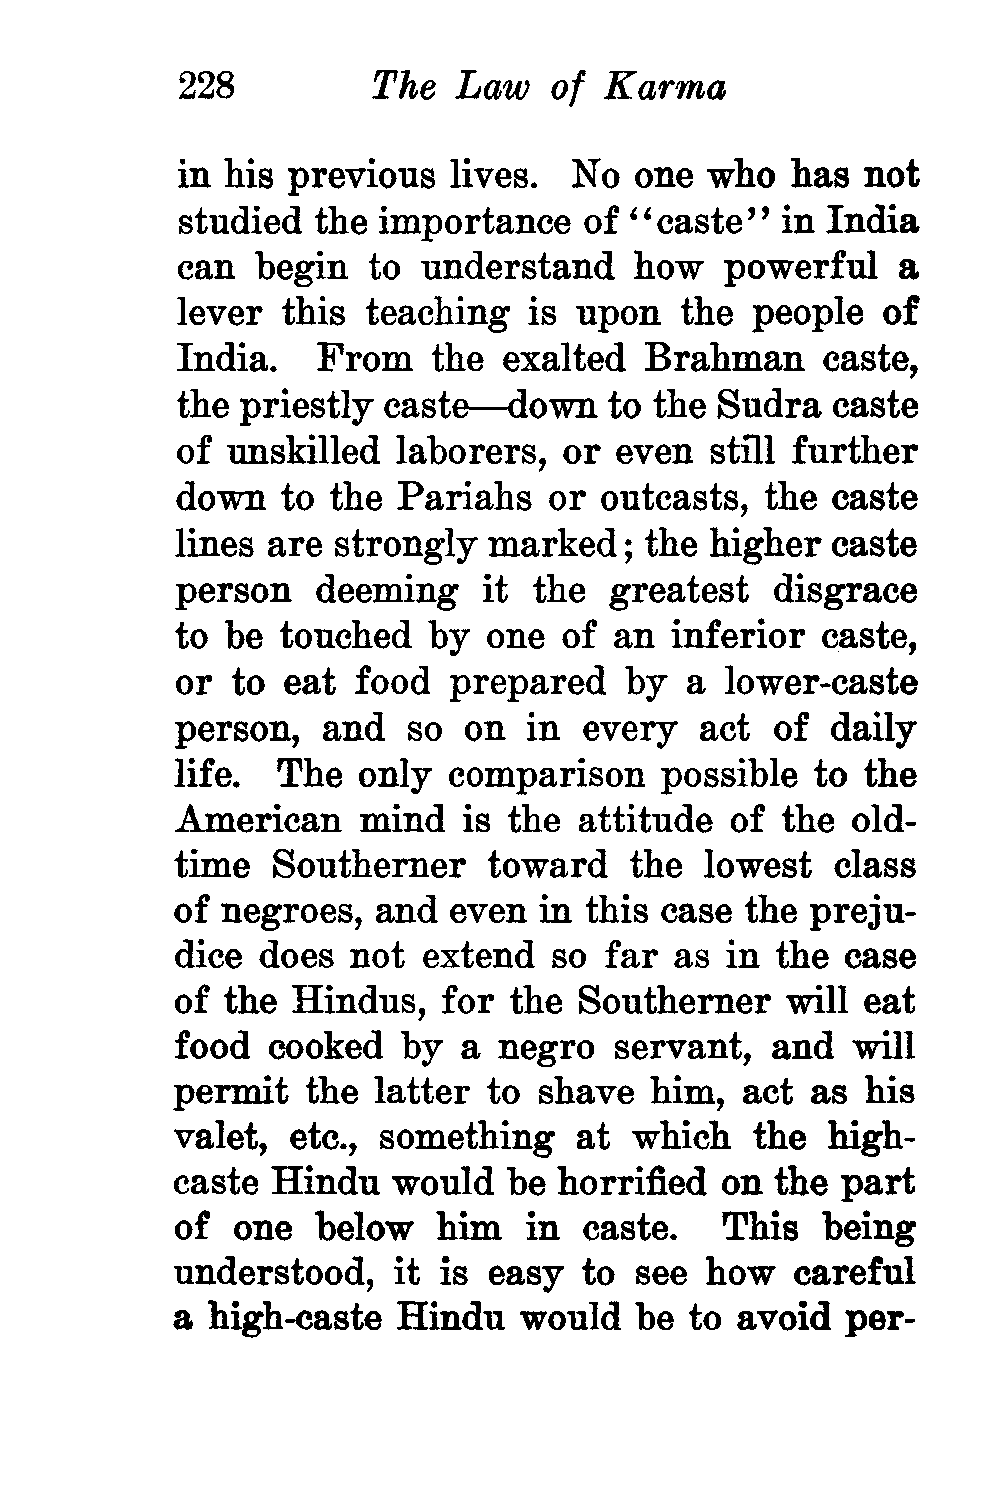 228 The Law of Karma
in his previous lives. No one who has not
studied the importance of "caste" in India
can begin to understand how powerful a
lever this teaching is upon the people of
India. From the exalted Brahman caste,
the priestly caste—down to the Sudra caste
of unskilled laborers, or even still further
down to the Pariahs or outcasts, the caste
lines are strongly marked; the higher caste
person deeming it the greatest disgrace
to be touched by one of an inferior caste,
or to eat food prepared by a lower-caste
person, and so on in every act of daily
life. The only comparison possible to the
American mind is the attitude of the old-
time Southerner toward the lowest class
of negroes, and even in this case the preju-
dice does not extend so far as in the case
of the Hindus, for the Southerner will eat
food cooked by a negro servant, and will
permit the latter to shave him, act as his
valet, etc., something at which the high-
caste Hindu would be horrified on the part
of one below him in caste. This being
understood, it is easy to see how careful
a high-caste Hindu would be to avoid per-